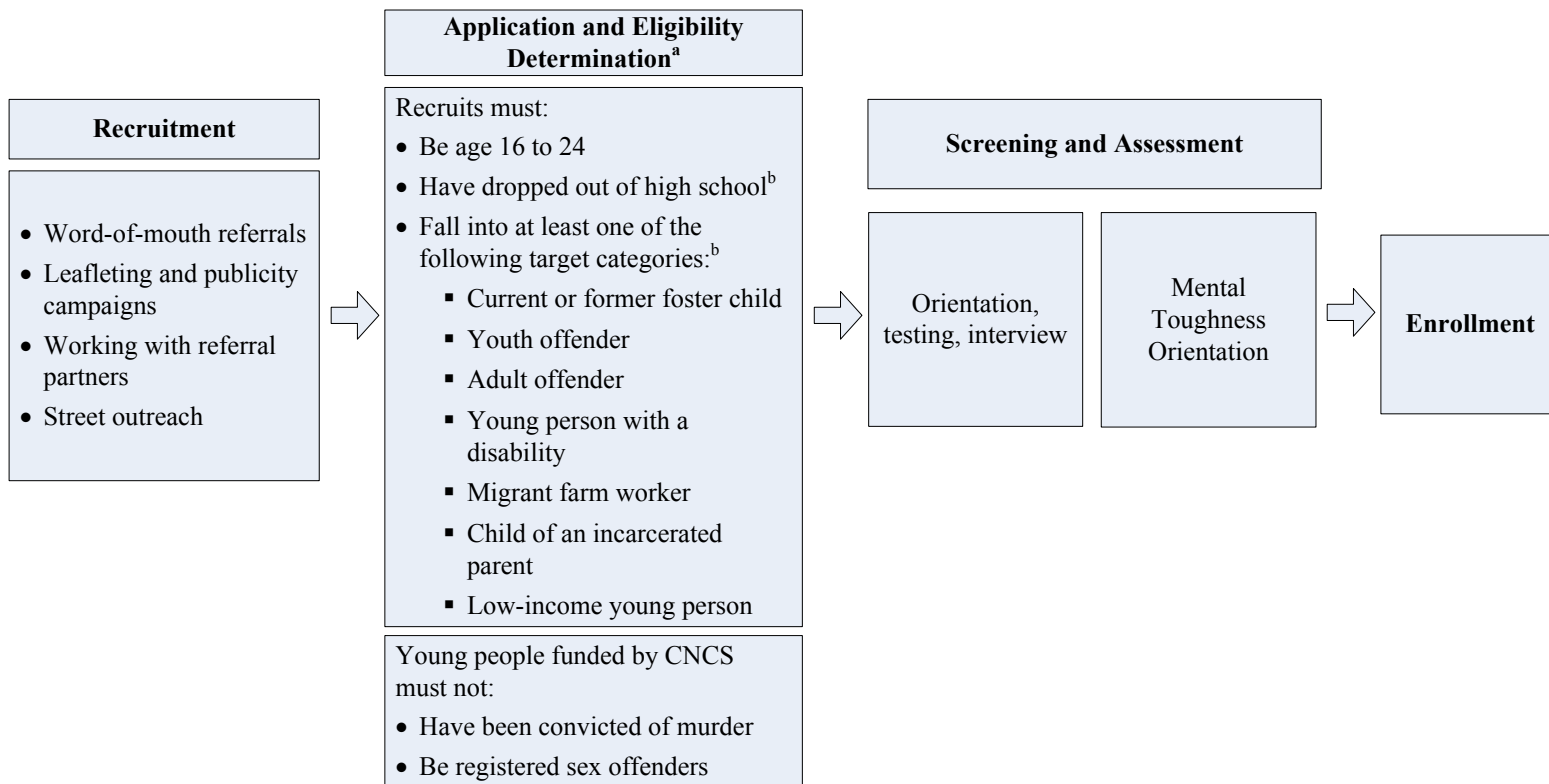 Recruitment
• Word-of-mouth referrals
• Leafleting and publicity
campaigns
• Working with referral
partners
• Street outreach
Application and Eligibility
Determinationᵃ
Recruits must:
• Be age 16 to 24
• Have dropped out of high schoolᵇ
• Fall into at least one of the
following target categories:ᵇ
▪ Current or former foster child
▪ Youth offender
▪ Adult offender
▪ Young person with a
disability
▪ Migrant farm worker
▪ Child of an incarcerated
parent
▪ Low-income young person
Young people funded by CNCS
must not:
• Have been convicted of murder
• Be registered sex offenders
Screening and Assessment
Orientation,
testing, interview
Mental
Toughness
Orientation
Enrollment